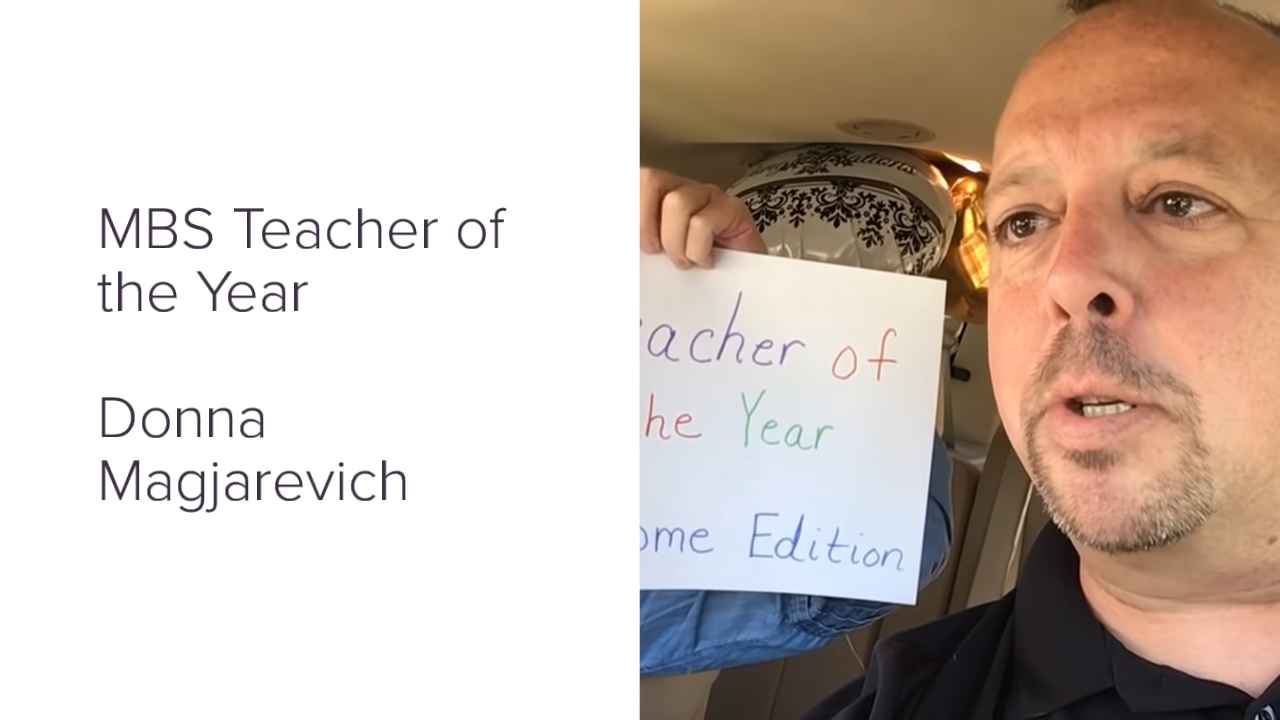 MBS Teacher of
the Year
Donna
Magjarevich
acher of
he Year
ome Edition